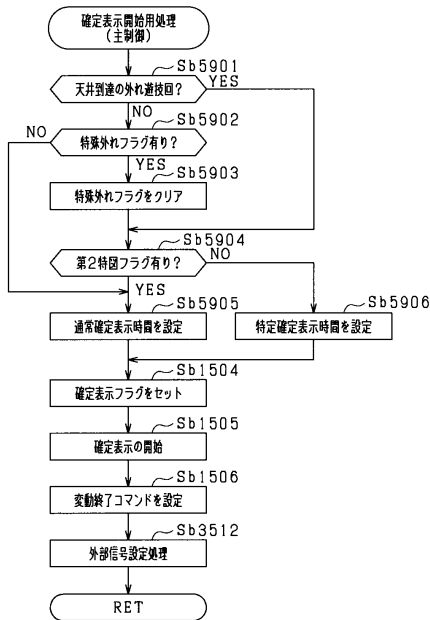 確定表示開始用処理
(主制御)
Sb5901
天井到達の外れ遊技回?
YES
NO
Sb5902
NO
特殊外れフラグ有り?
YES
Sb5903
特殊外れフラグをクリア
Sb5904
第2特図フラグ有り?
NO
YES
Sb5905
Sb5906
通常確定表示時間を設定
特定確定表示時間を設定
Sb1504
確定表示フラグをセット
Sb1505
確定表示の開始
Sb1506
変動終了コマンドを設定
Sb3512
外部信号設定処理
RET